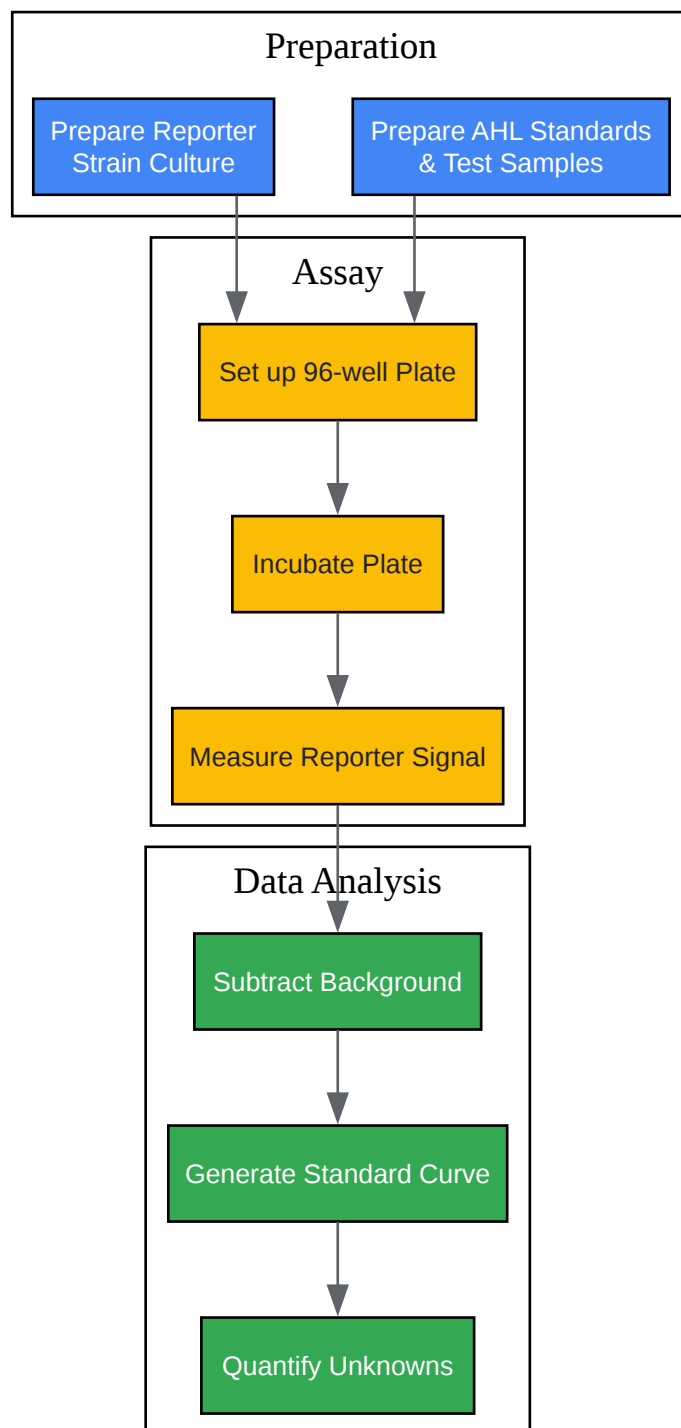 Preparation
Prepare Reporter
Strain Culture
Prepare AHL Standards
& Test Samples
Assay
Set up 96-well Plate
Incubate Plate
Measure Reporter Signal
Data Analysis
Subtract Background
Generate Standard Curve
Quantify Unknowns